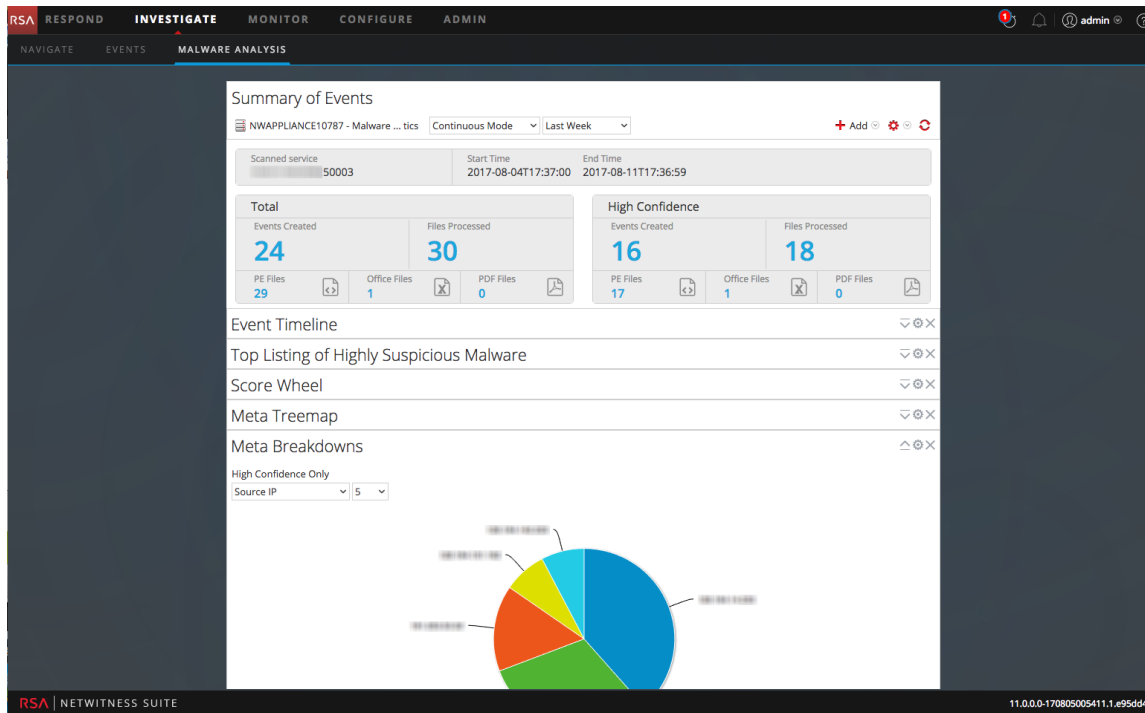 RSA RESPOND INVESTIGATE MONITOR CONFIGURE ADMIN 1 admin
NAVIGATE EVENTS MALWARE ANALYSIS
Summary of Events
NWAPPLIANCE10787 - Malware ... tics Continuous Mode Last Week + Add
Scanned service Start Time End Time
50003 2017-08-04T17:37:00 2017-08-11T17:36:59
Total High Confidence
Events Created Files Processed Events Created Files Processed
24 30 16 18
PE Files Office Files PDF Files PE Files Office Files PDF Files
29 1 0 17 1 0
Event Timeline
Top Listing of Highly Suspicious Malware
Score Wheel
Meta Treemap
Meta Breakdowns
High Confidence Only
Source IP 5
RSA NETWITNESS SUITE 11.0.0.0-170805005411.1.e95dd